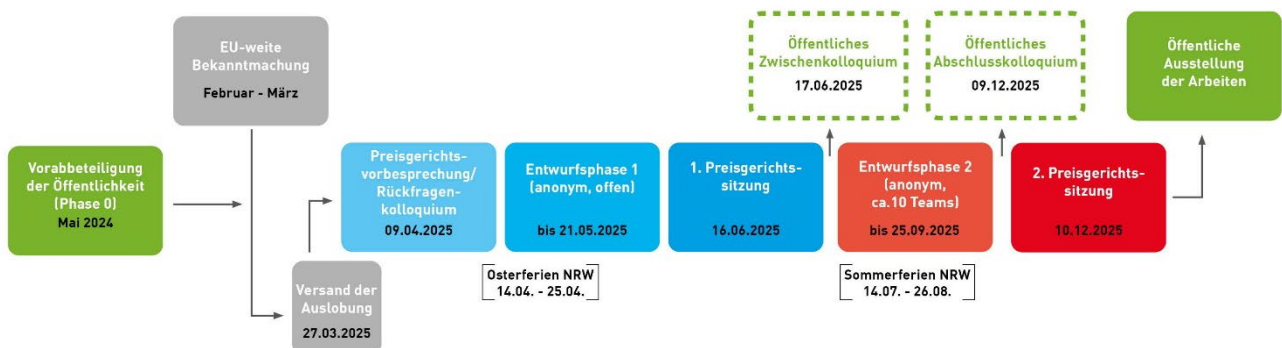 Vorabbeteiligung
der Öffentlichkeit
(Phase 0)
Mai 2024
EU-weite
Bekanntmachung
Februar - März
Versand der
Auslobung
27.03.2025
Preisgerichts-
vorbesprechung/
Rückfragen-
kolloquium
09.04.2025
Entwurfsphase 1
(anonym, offen)
bis 21.05.2025
Osterferien NRW
14.04. - 25.04.
1. Preisgerichts-
sitzung
16.06.2025
Öffentliches
Zwischenkolloquium
17.06.2025
Entwurfsphase 2
(anonym,
ca.10 Teams)
bis 25.09.2025
Sommerferien NRW
14.07. - 26.08.
Öffentliches
Abschlusskolloquium
09.12.2025
2. Preisgerichts-
sitzung
10.12.2025
Öffentliche
Ausstellung
der Arbeiten